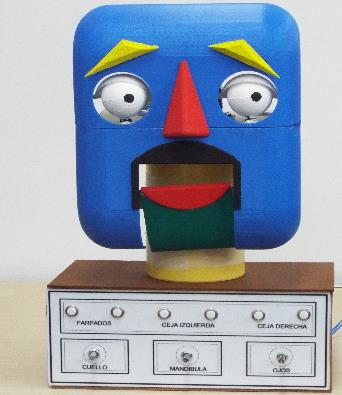 PARPADOS CEJA IZQUIERDA CEJA DERECHA
CUELLO MANDIBULA OJOS